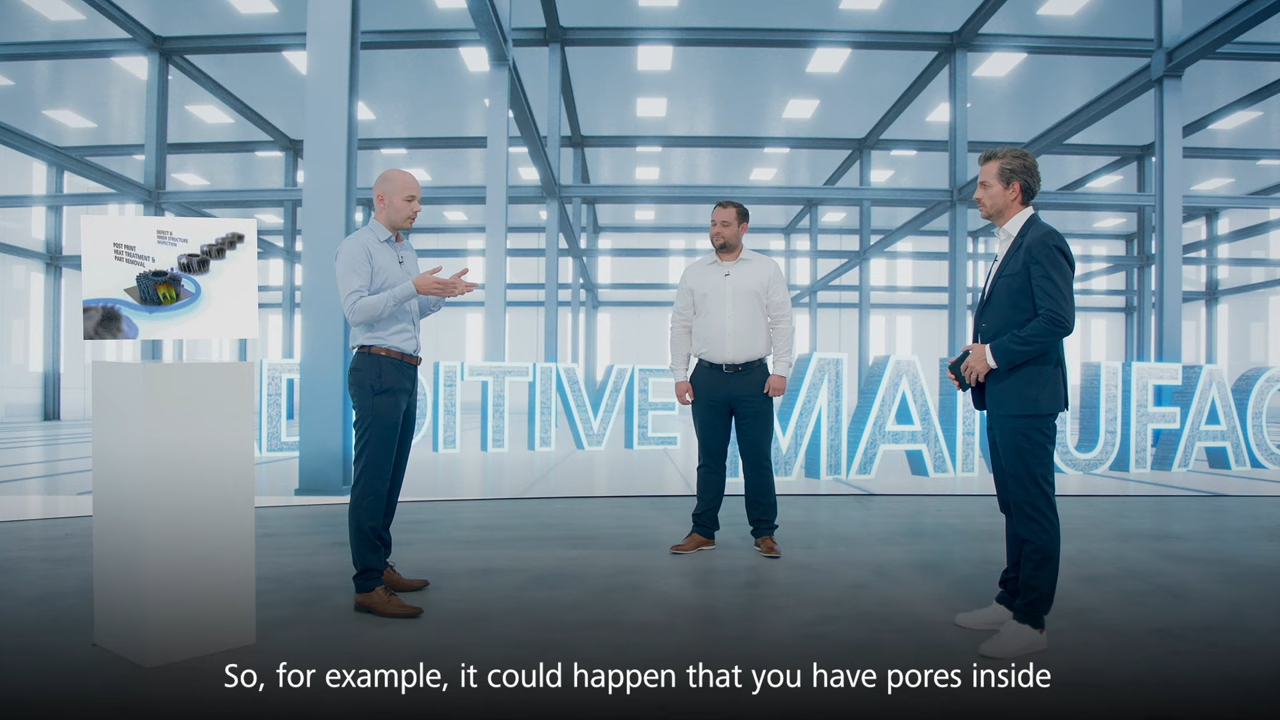 DEFECT &
INNER STRUCTURE
INSPECTION
POST PRINT
HEAT TREATMENT &
PART REMOVAL
ADDITIVE MANUFAC
So, for example, it could happen that you have pores inside